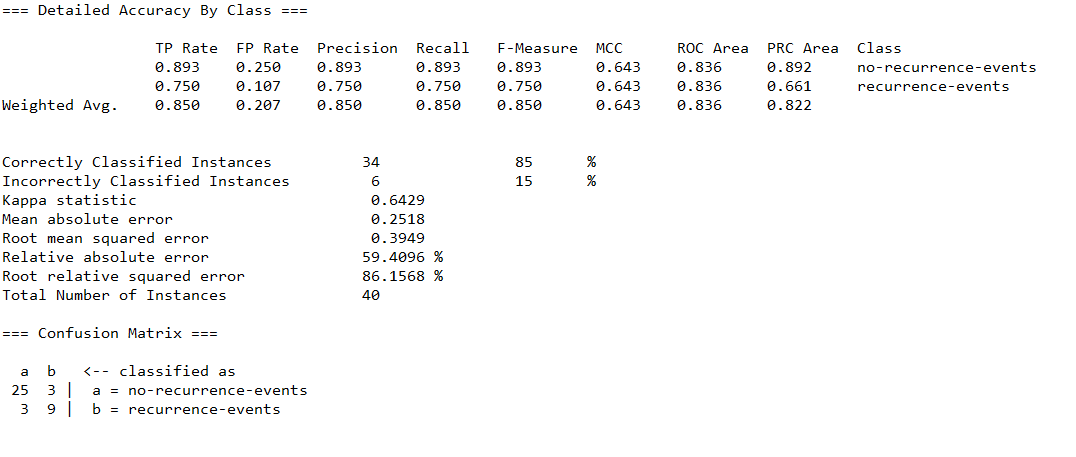 === Detailed Accuracy By Class ===
TP Rate  FP Rate  Precision  Recall   F-Measure  MCC      ROC Area  PRC Area  Class
0.893    0.250    0.893      0.893    0.893      0.643    0.836     0.892     no-recurrence-events
0.750    0.107    0.750      0.750    0.750      0.643    0.836     0.661     recurrence-events
Weighted Avg.    0.850    0.207    0.850      0.850    0.850      0.643    0.836     0.822
Correctly Classified Instances          34               85      %
Incorrectly Classified Instances         6               15      %
Kappa statistic                          0.6429
Mean absolute error                      0.2518
Root mean squared error                  0.3949
Relative absolute error                 59.4096 %
Root relative squared error             86.1568 %
Total Number of Instances               40
=== Confusion Matrix ===
a  b   <-- classified as
25  3 |  a = no-recurrence-events
3  9 |  b = recurrence-events